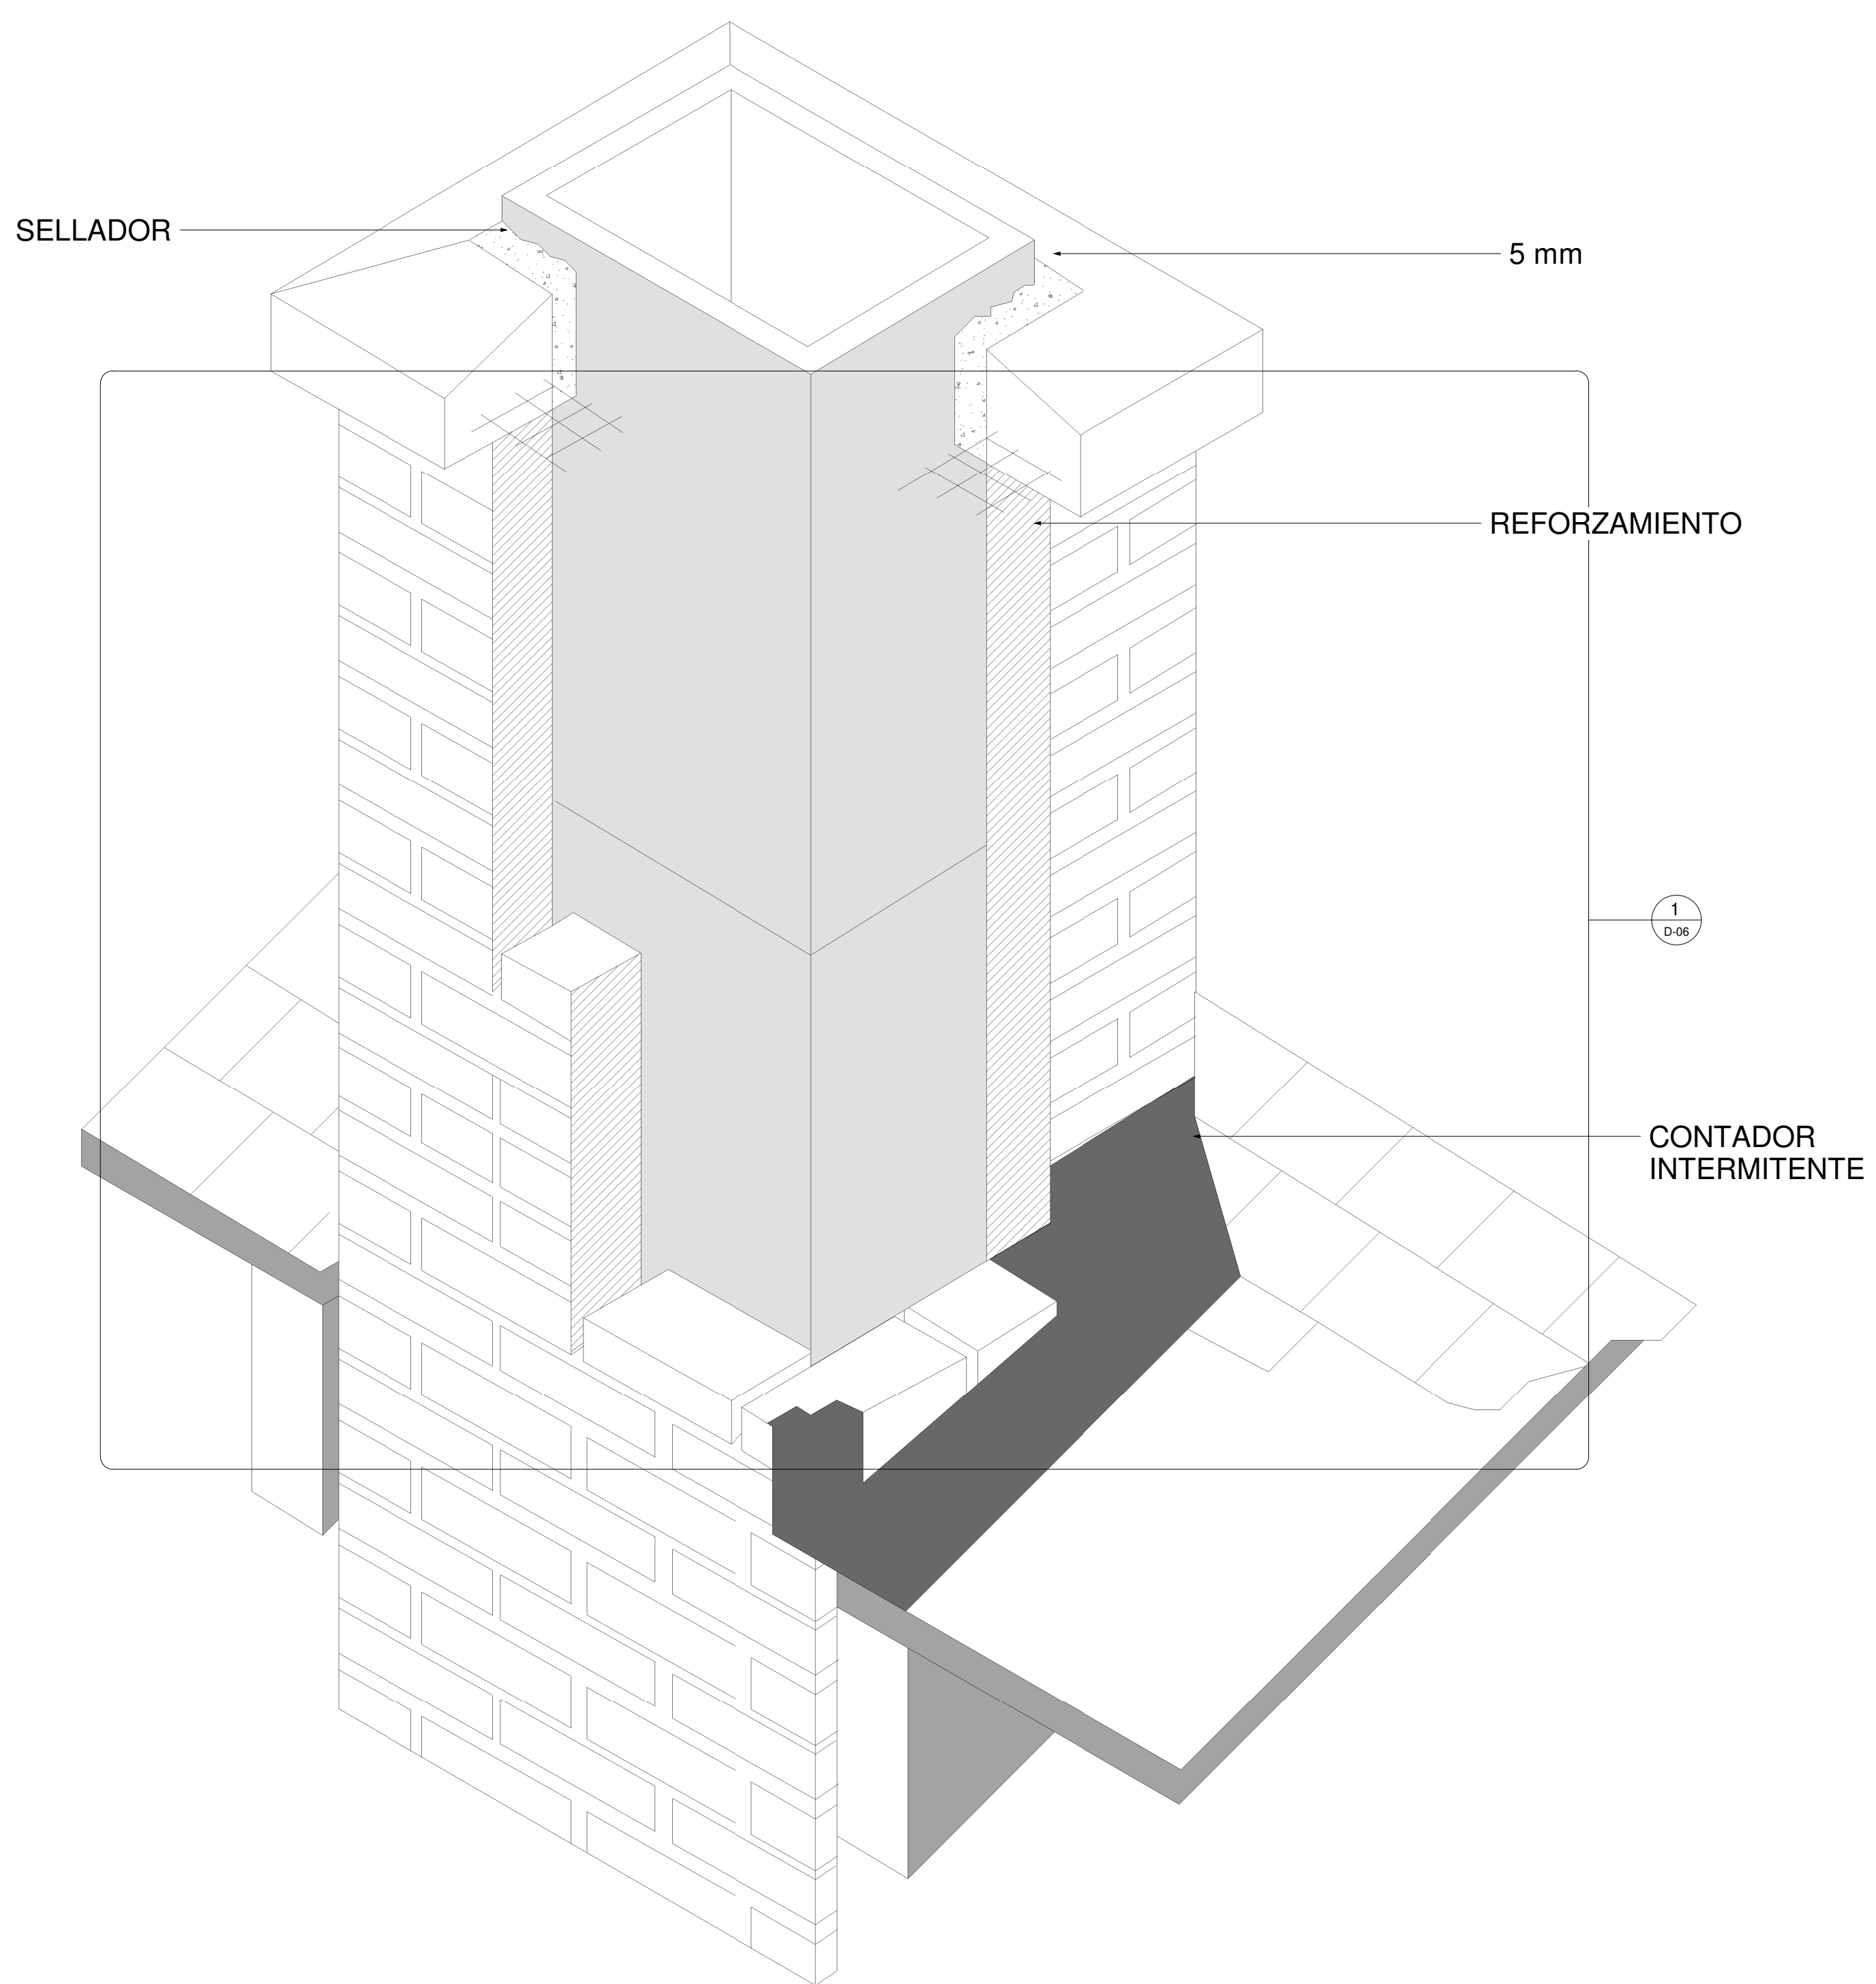 SELLADOR
5 mm
REFORZAMIENTO
1
D-06
CONTADOR
INTERMITENTE